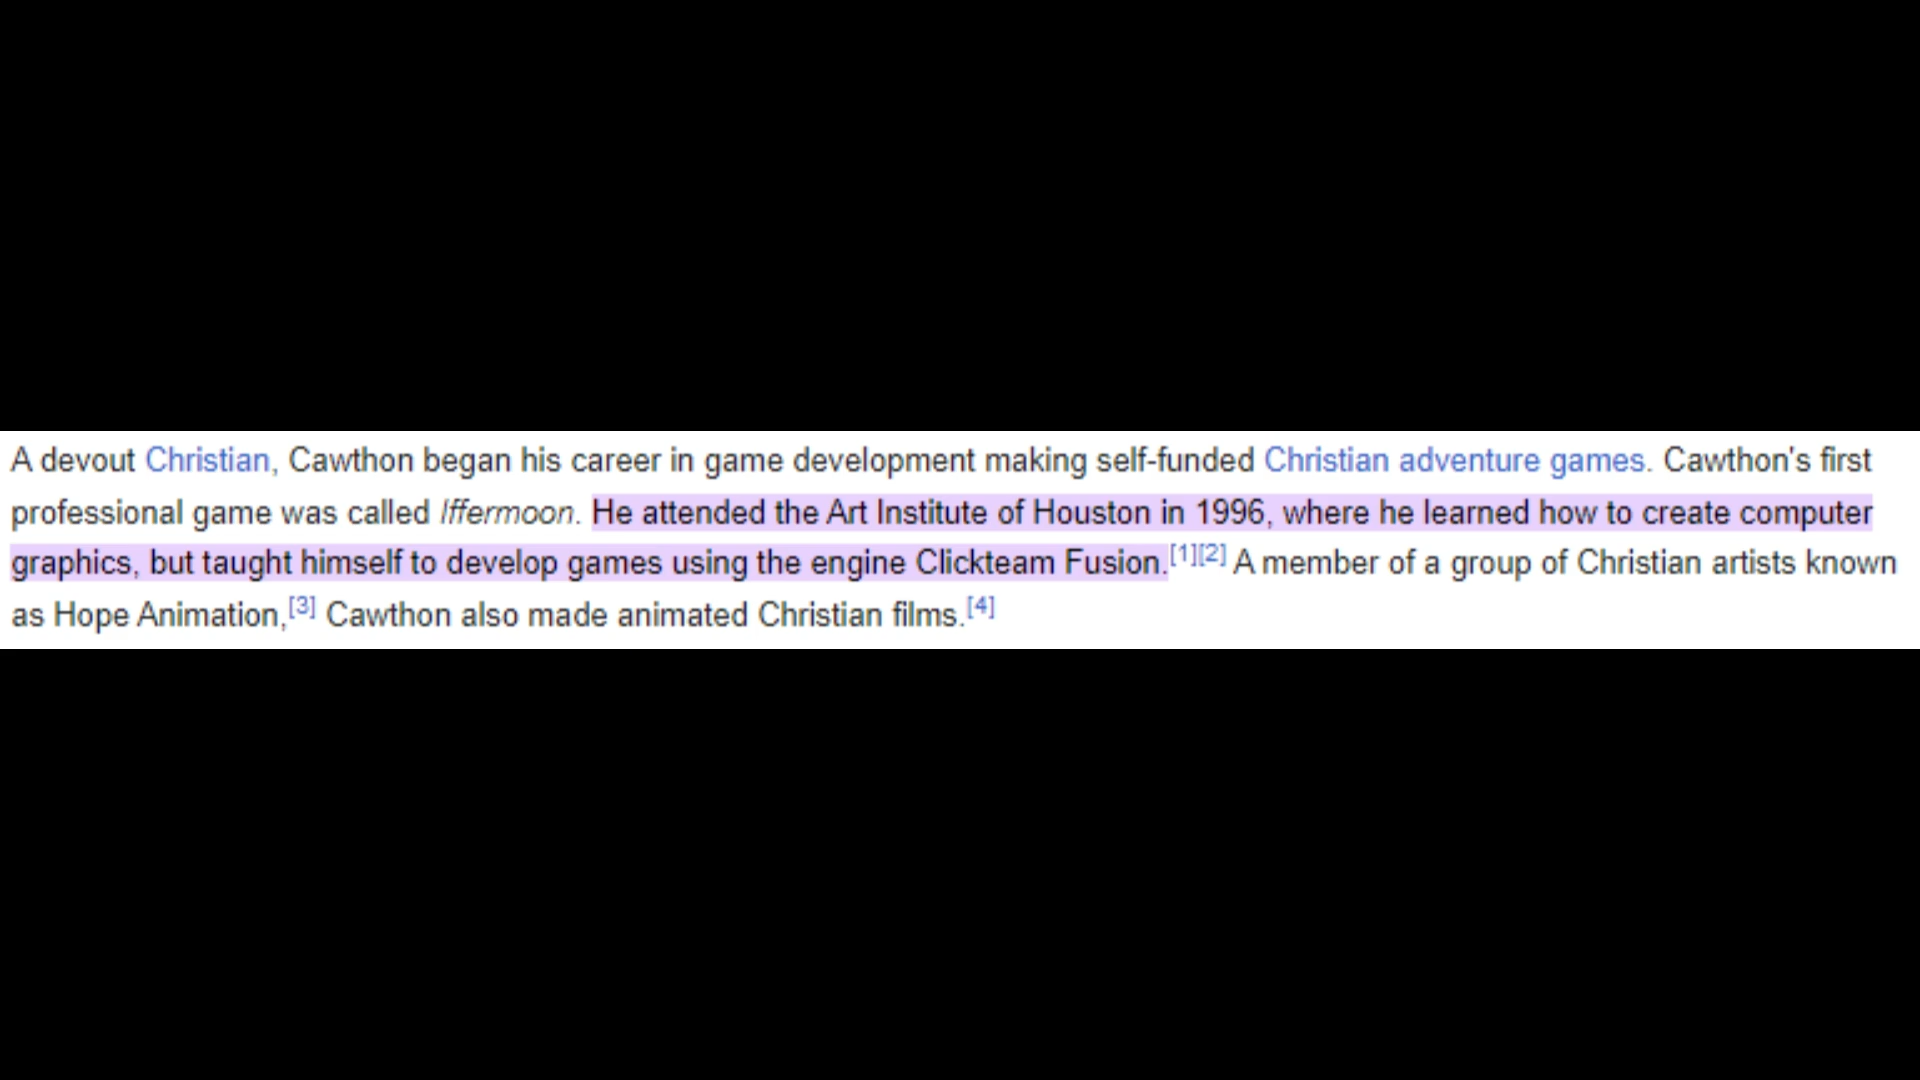 A devout Christian, Cawthon began his career in game development making self-funded Christian adventure games. Cawthon's first
professional game was called Iffermoon. He attended the Art Institute of Houston in 1996, where he learned how to create computer
graphics, but taught himself to develop games using the engine Clickteam Fusion.[1][2] A member of a group of Christian artists known
as Hope Animation,[3] Cawthon also made animated Christian films.[4]